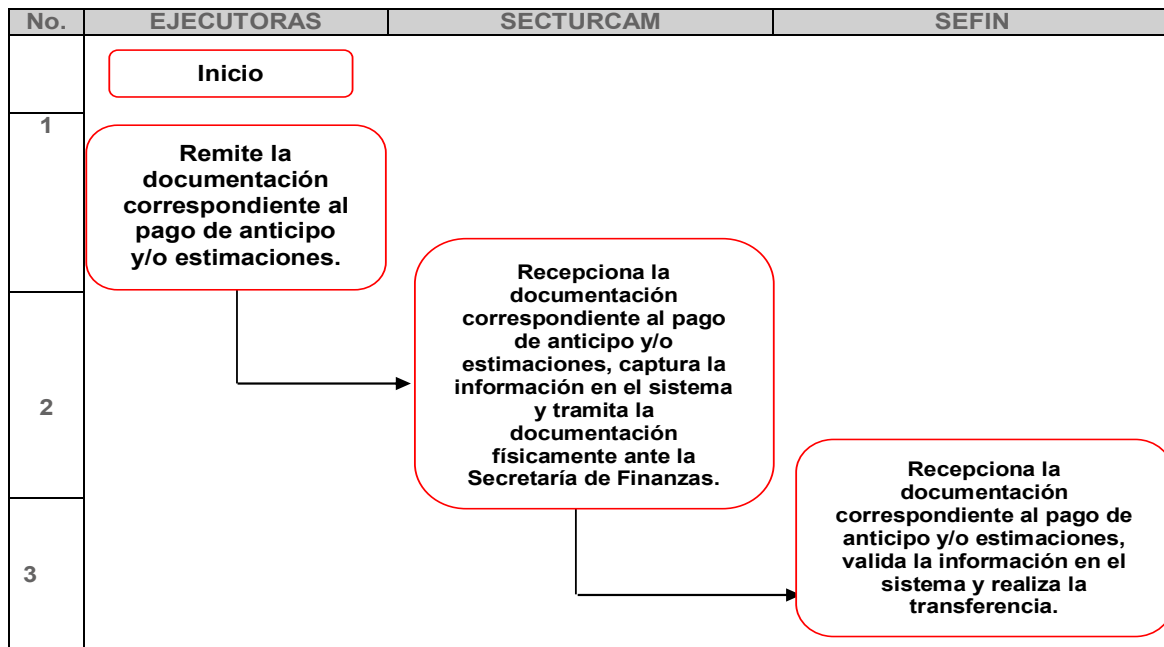 No. EJECUTORAS SECTURCAM SEFIN
Inicio
1
Remite la
documentación
correspondiente al
pago de anticipo
y/o estimaciones.
2
Recepciona la
documentación
correspondiente al pago
de anticipo y/o
estimaciones, captura la
información en el sistema
y tramita la
documentación
físicamente ante la
Secretaría de Finanzas.
3
Recepciona la
documentación
correspondiente al pago de
anticipo y/o estimaciones,
valida la información en el
sistema y realiza la
transferencia.